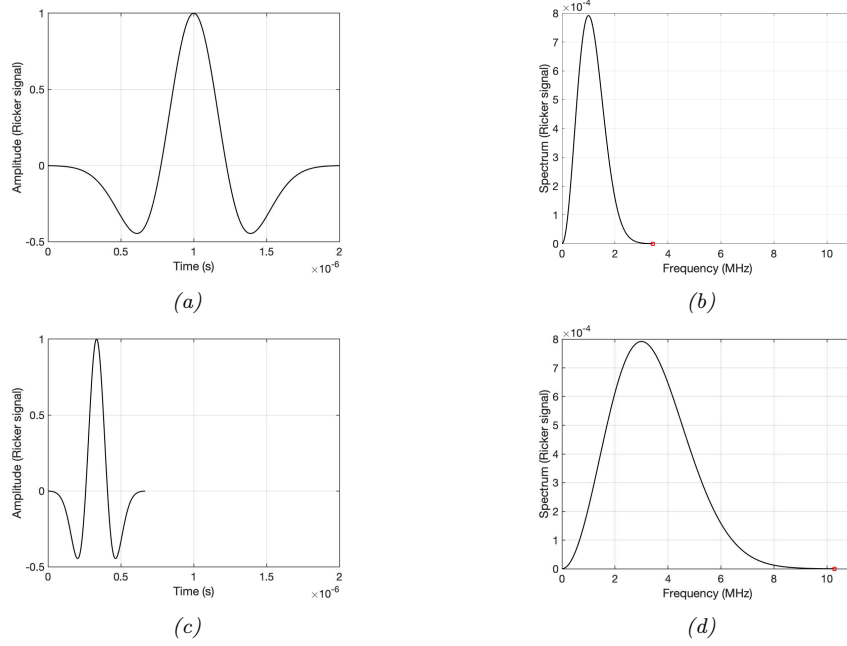 1
0.5
0
-0.5
Amplitude (Ricker signal)
0 0.5 1 1.5 2
Time (s)
×10-6
(a)
×10-4
8
7
6
5
4
3
2
1
0
Spectrum (Ricker signal)
0 2 4 6 8 10
Frequency (MHz)
(b)
1
0.5
0
-0.5
Amplitude (Ricker signal)
0 0.5 1 1.5 2
Time (s)
×10-6
(c)
×10-4
8
7
6
5
4
3
2
1
0
Spectrum (Ricker signal)
0 2 4 6 8 10
Frequency (MHz)
(d)